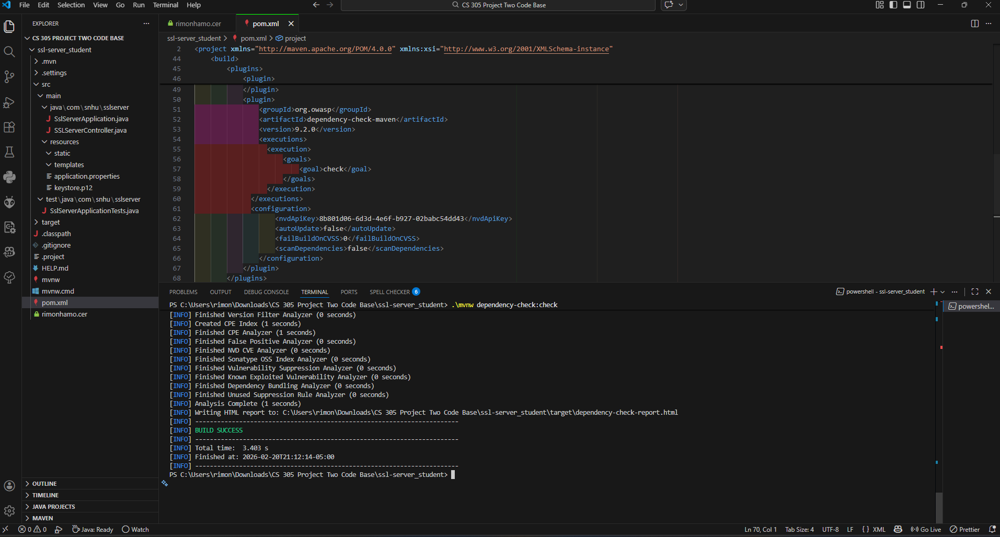 File Edit Selection View Go Run Terminal Help
CS 305 Project Two Code Base
EXPLORER
CS 305 PROJECT TWO CODE BASE
ssl-server_student
.mvn
.settings
src
main
java\com\snhu\sslserver
SslServerApplication.java
SSLServerController.java
resources
static
templates
application.properties
keystore.p12
test\java\com\snhu\sslserver
SslServerApplicationTests.java
target
.classpath
.gitignore
.project
HELP.md
mvnw
mvnw.cmd
pom.xml
rimonhamo.cer
OUTLINE
TIMELINE
JAVA PROJECTS
MAVEN
rimonhamo.cer pom.xml
ssl-server_student > pom.xml > project
2 <project xmlns="http://maven.apache.org/POM/4.0.0" xmlns:xsi="http://www.w3.org/2001/XMLSchema-instance"
44 <build>
45 <plugins>
46 <plugin>
49 </plugin>
50 <plugin>
51 <groupId>org.owasp</groupId>
52 <artifactId>dependency-check-maven</artifactId>
53 <version>9.2.0</version>
54 <executions>
55 <execution>
56 <goals>
57 <goal>check</goal>
58 </goals>
59 </execution>
60 </executions>
61 <configuration>
62 <nvdApiKey>8b801d06-6d3d-4e6f-b927-02babc54dd43</nvdApiKey>
63 <autoUpdate>false</autoUpdate>
64 <failBuildOnCVSS>0</failBuildOnCVSS>
65 <scanDependencies>false</scanDependencies>
66 </configuration>
67 </plugin>
68 </plugins>
PROBLEMS OUTPUT DEBUG CONSOLE TERMINAL PORTS SPELL CHECKER 6
powershell - ssl-server_student
powershel...
PS C:\Users\rimon\Downloads\CS 305 Project Two Code Base\ssl-server_student> .\mvnw dependency-check:check
[INFO] Finished Version Filter Analyzer (0 seconds)
[INFO] Created CPE Index (1 seconds)
[INFO] Finished CPE Analyzer (1 seconds)
[INFO] Finished False Positive Analyzer (0 seconds)
[INFO] Finished NVD CVE Analyzer (0 seconds)
[INFO] Finished Sonatype OSS Index Analyzer (0 seconds)
[INFO] Finished Vulnerability Suppression Analyzer (0 seconds)
[INFO] Finished Known Exploited Vulnerability Analyzer (0 seconds)
[INFO] Finished Dependency Bundling Analyzer (0 seconds)
[INFO] Finished Unused Suppression Rule Analyzer (0 seconds)
[INFO] Analysis Complete (1 seconds)
[INFO] Writing HTML report to: C:\Users\rimon\Downloads\CS 305 Project Two Code Base\ssl-server_student\target\dependency-check-report.html
[INFO] ------------------------------------------------------------------------
[INFO] BUILD SUCCESS
[INFO] ------------------------------------------------------------------------
[INFO] Total time:  3.403 s
[INFO] Finished at: 2026-02-20T21:12:14-05:00
[INFO] ------------------------------------------------------------------------
PS C:\Users\rimon\Downloads\CS 305 Project Two Code Base\ssl-server_student>
0 0 Java: Ready Watch Ln 70, Col 1 Tab Size: 4 UTF-8 LF {} XML Go Live Prettier